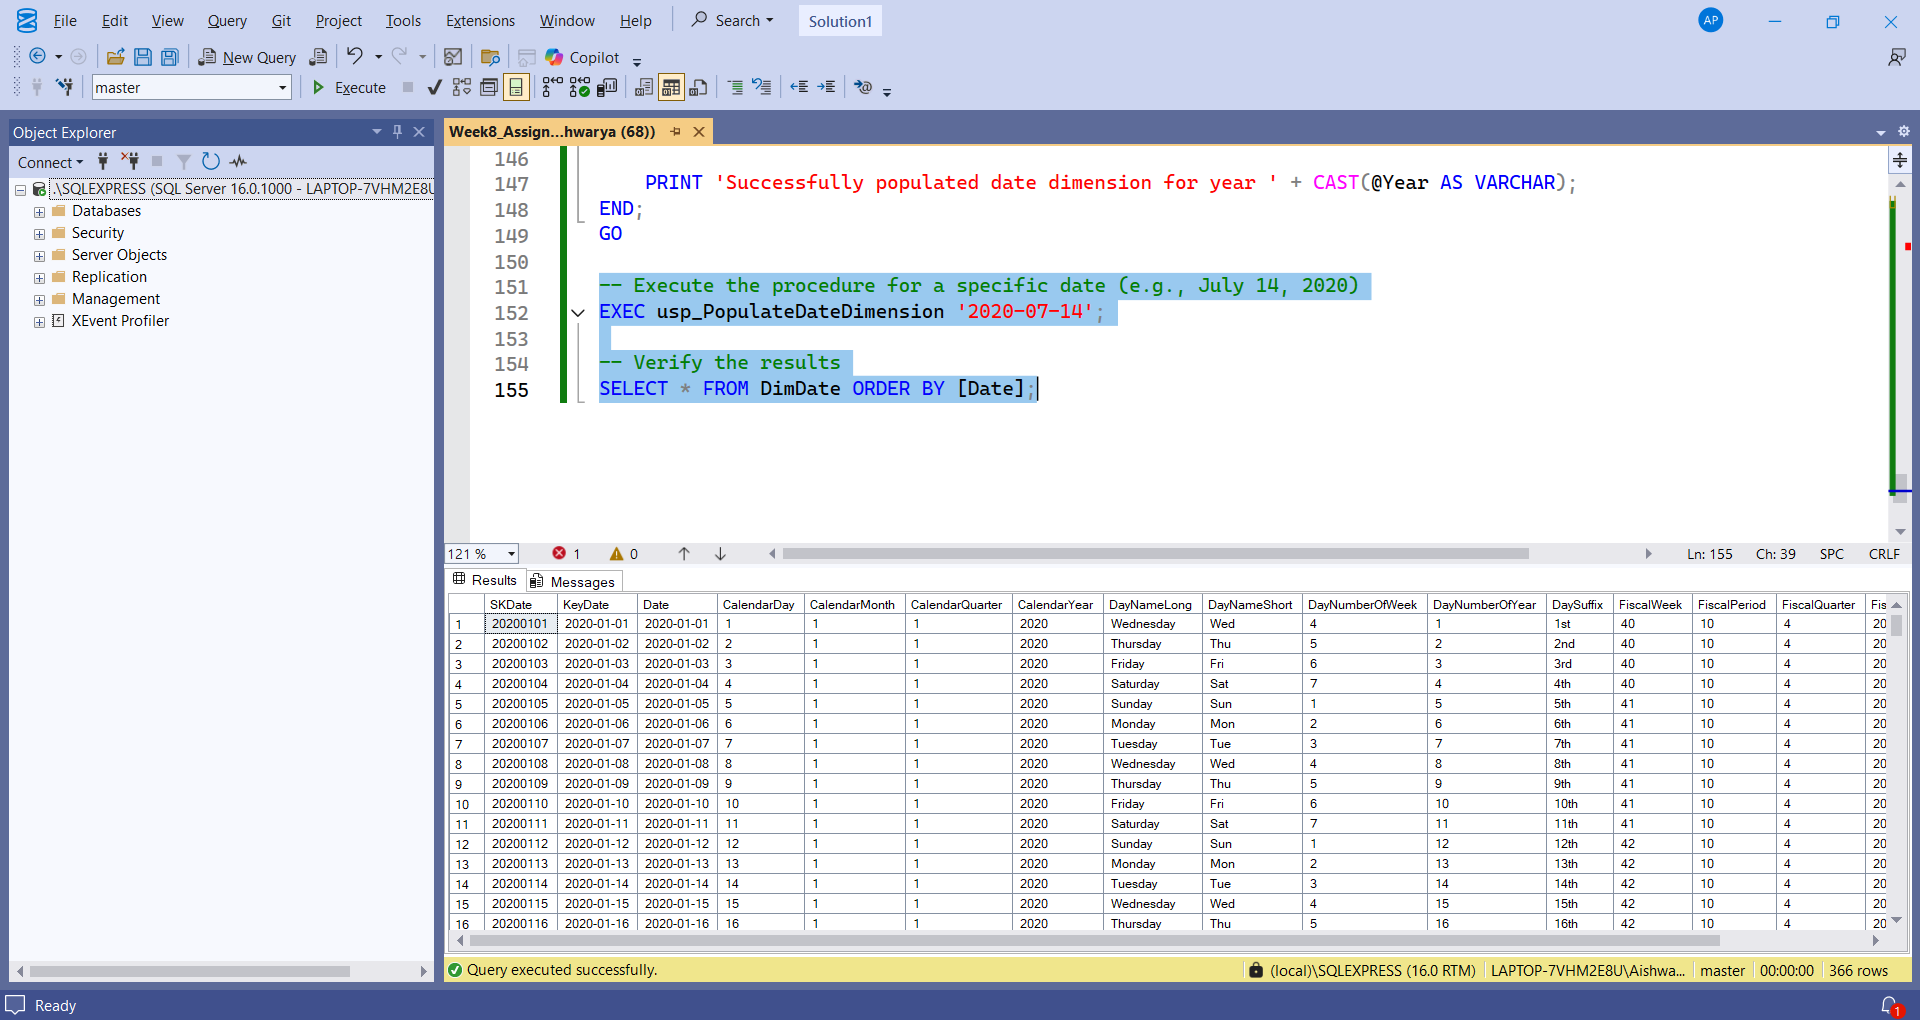 File Edit View Query Git Project Tools Extensions Window Help Search Solution1 AP
New Query Copilot
master Execute
Object Explorer
Connect
.\SQLEXPRESS (SQL Server 16.0.1000 - LAPTOP-7VHM2E8U
Databases
Security
Server Objects
Replication
Management
XEvent Profiler
Week8_Assign...hwarya (68))
146
147 PRINT 'Successfully populated date dimension for year ' + CAST(@Year AS VARCHAR);
148 END;
149 GO
150
151 -- Execute the procedure for a specific date (e.g., July 14, 2020)
152 EXEC usp_PopulateDateDimension '2020-07-14';
153
154 -- Verify the results
155 SELECT * FROM DimDate ORDER BY [Date];
121 % 1 0 Ln: 155 Ch: 39 SPC CRLF
Results Messages
SKDate KeyDate Date CalendarDay CalendarMonth CalendarQuarter CalendarYear DayNameLong DayNameShort DayNumberOfWeek DayNumberOfYear DaySuffix FiscalWeek FiscalPeriod FiscalQuarter Fis
1 20200101 2020-01-01 2020-01-01 1 1 1 2020 Wednesday Wed 4 1 1st 40 10 4 20
2 20200102 2020-01-02 2020-01-02 2 1 1 2020 Thursday Thu 5 2 2nd 40 10 4 20
3 20200103 2020-01-03 2020-01-03 3 1 1 2020 Friday Fri 6 3 3rd 40 10 4 20
4 20200104 2020-01-04 2020-01-04 4 1 1 2020 Saturday Sat 7 4 4th 40 10 4 20
5 20200105 2020-01-05 2020-01-05 5 1 1 2020 Sunday Sun 1 5 5th 41 10 4 20
6 20200106 2020-01-06 2020-01-06 6 1 1 2020 Monday Mon 2 6 6th 41 10 4 20
7 20200107 2020-01-07 2020-01-07 7 1 1 2020 Tuesday Tue 3 7 7th 41 10 4 20
8 20200108 2020-01-08 2020-01-08 8 1 1 2020 Wednesday Wed 4 8 8th 41 10 4 20
9 20200109 2020-01-09 2020-01-09 9 1 1 2020 Thursday Thu 5 9 9th 41 10 4 20
10 20200110 2020-01-10 2020-01-10 10 1 1 2020 Friday Fri 6 10 10th 41 10 4 20
11 20200111 2020-01-11 2020-01-11 11 1 1 2020 Saturday Sat 7 11 11th 41 10 4 20
12 20200112 2020-01-12 2020-01-12 12 1 1 2020 Sunday Sun 1 12 12th 42 10 4 20
13 20200113 2020-01-13 2020-01-13 13 1 1 2020 Monday Mon 2 13 13th 42 10 4 20
14 20200114 2020-01-14 2020-01-14 14 1 1 2020 Tuesday Tue 3 14 14th 42 10 4 20
15 20200115 2020-01-15 2020-01-15 15 1 1 2020 Wednesday Wed 4 15 15th 42 10 4 20
16 20200116 2020-01-16 2020-01-16 16 1 1 2020 Thursday Thu 5 16 16th 42 10 4 20
Query executed successfully. (local)\SQLEXPRESS (16.0 RTM) LAPTOP-7VHM2E8U\Aishwa... master 00:00:00 366 rows
Ready 1